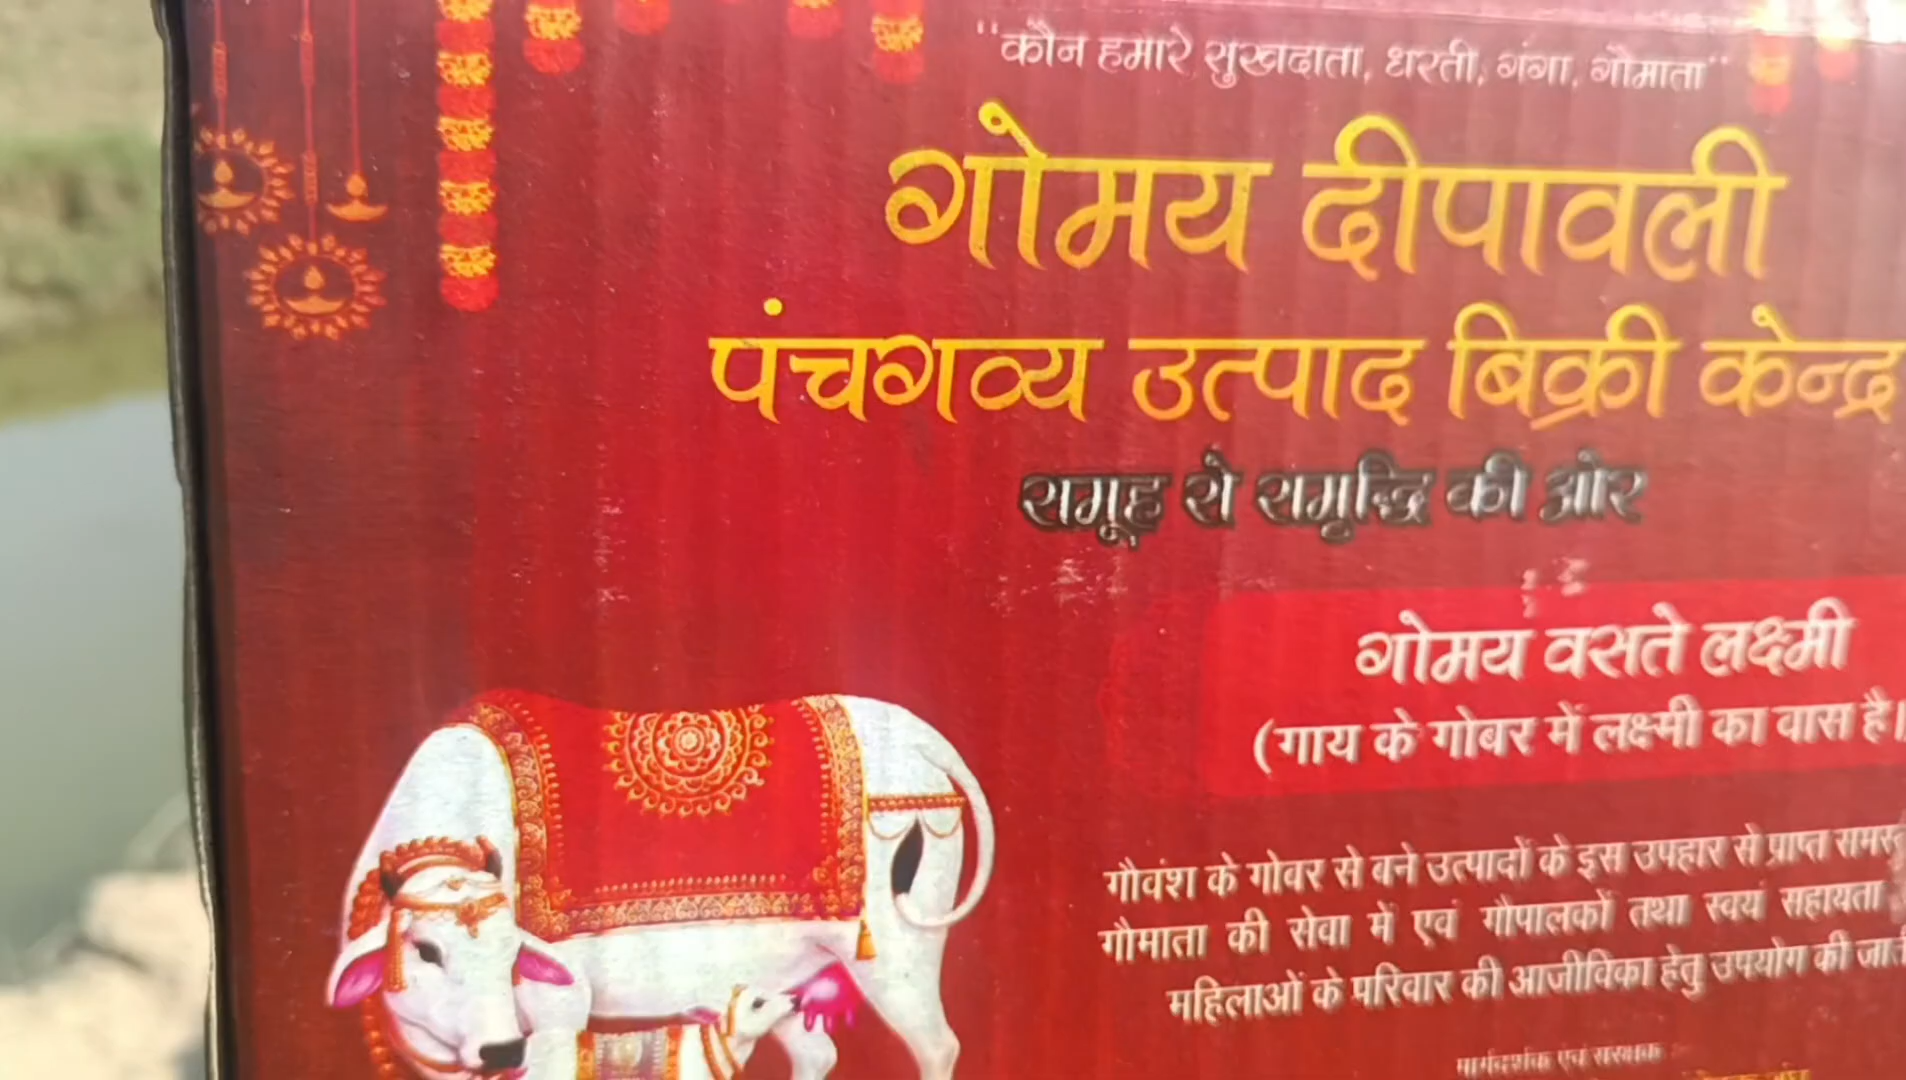 "कौन हमारे सुखदाता, धरती, गंगा, गौमाता"
गोमय दीपावली
पंचगव्य उत्पाद बिक्री केन्द्र
समूह से समृद्धि की ओर
गोमय वसते लक्ष्मी
(गाय के गोबर में लक्ष्मी का वास है।
गौवंश के गोवर से बने उत्पादों के इस उपहार से प्राप्त
गौमाता की सेवा में एवं गौपालकों तथा स्वयं सहायता
महिलाओं के परिवार की आजीविका हेतु उपयोग की
मार्गदर्शक एवं संरक्षक